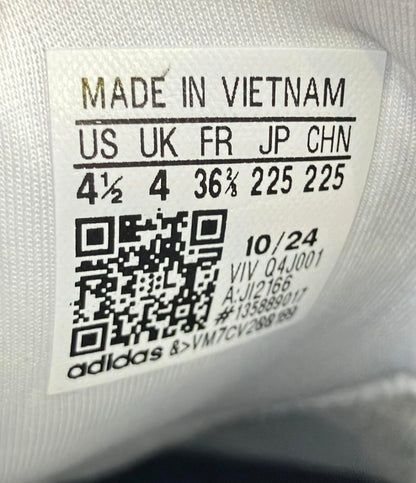 MADE IN VIETNAM
US UK FR JP CHN
4½ 4 36⅔ 225 225
10/24
VIV Q4J001
A:JI2166
#135889017
adidas &>VM7CV2